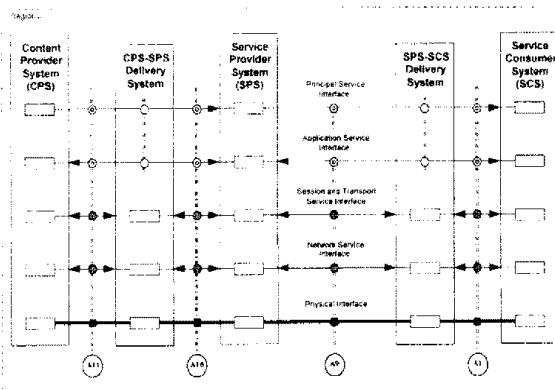 Content
Provider
System
(CPS)
CPS-SPS
Delivery
System
Service
Provider
System
(SPS)
SPS-SCS
Delivery
System
Service
Consumer
System
(SCS)
Principal Service
Interface
Application Service
Interface
Session and Transport
Service Interface
Network Service
Interface
Physical Interface
A11
A10
A9
A1